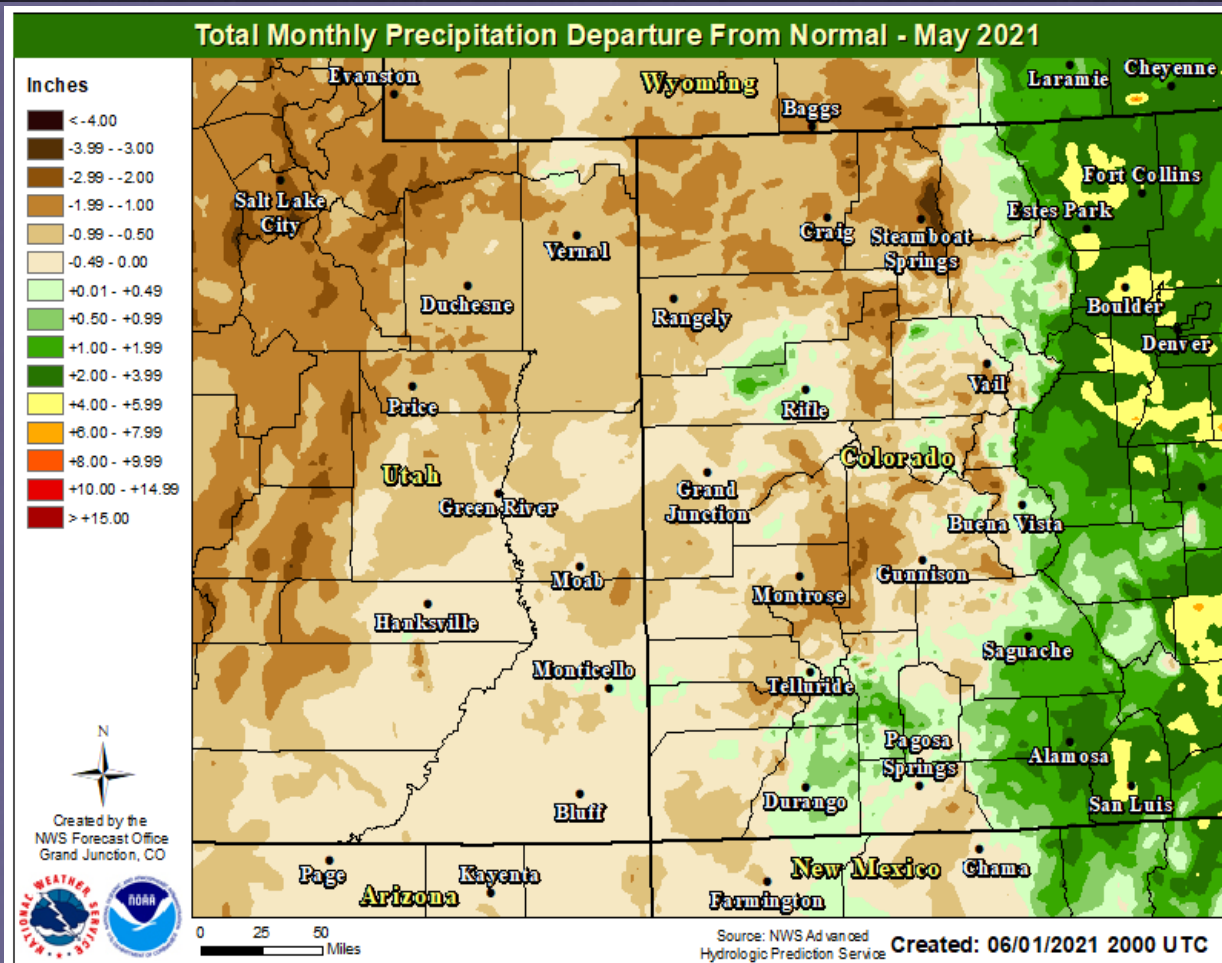 Total Monthly Precipitation Departure From Normal - May 2021
Inches
< -4.00
-3.99 - -3.00
-2.99 - -2.00
-1.99 - -1.00
-0.99 - -0.50
-0.49 - 0.00
+0.01 - +0.49
+0.50 - +0.99
+1.00 - +1.99
+2.00 - +3.99
+4.00 - +5.99
+6.00 - +7.99
+8.00 - +9.99
+10.00 - +14.99
> +15.00
Evanston
Wyoming
Baggs
Laramie
Cheyenne
Salt Lake
City
Vernal
Craig
Steamboat
Springs
Fort Collins
Estes Park
Duchesne
Rangely
Boulder
Denver
Price
Rifle
Vail
Utah
Green River
Grand
Junction
Colorado
Buena Vista
Moab
Montrose
Gunnison
Hanksville
Monticello
Telluride
Saguache
Pagosa
Springs
Alamosa
Bluff
Durango
San Luis
Page
Kayenta
Arizona
New Mexico
Chama
Farmington
N
Created by the
NWS Forecast Office
Grand Junction, CO
NATIONAL WEATHER SERVICE
NOAA
0 25 50
Miles
Source: NWS Advanced
Hydrologic Prediction Service
Created: 06/01/2021 2000 UTC